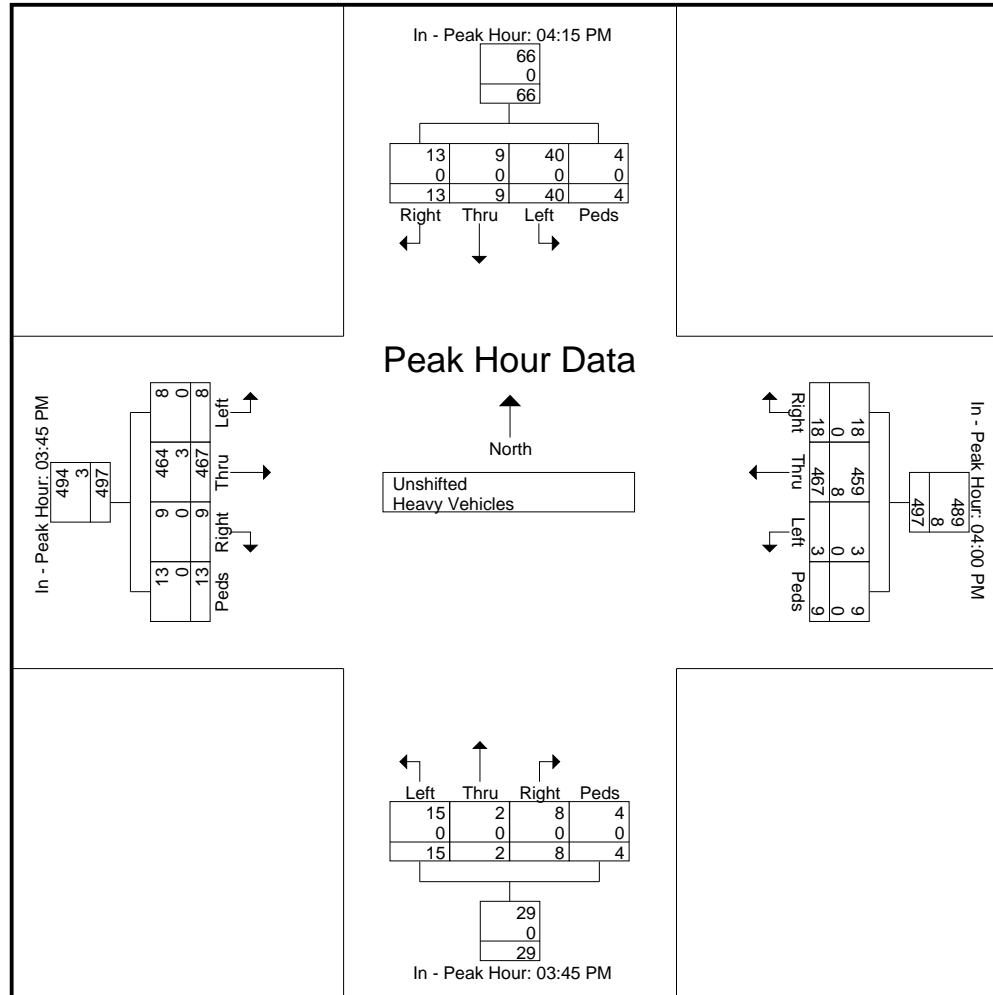 In - Peak Hour: 04:15 PM
66
0
66
13 9 40 4
0 0 0 0
13 9 40 4
Right Thru Left Peds
Peak Hour Data
North
Unshifted
Heavy Vehicles
In - Peak Hour: 03:45 PM
494
3
497
8 464 9 13
0 3 0 0
8 467 9 13
Left Thru Right Peds
In - Peak Hour: 04:00 PM
489
8
497
18 459 3 9
0 8 0 0
18 467 3 9
Right Thru Left Peds
Left Thru Right Peds
15 2 8 4
0 0 0 0
15 2 8 4
29
0
29
In - Peak Hour: 03:45 PM